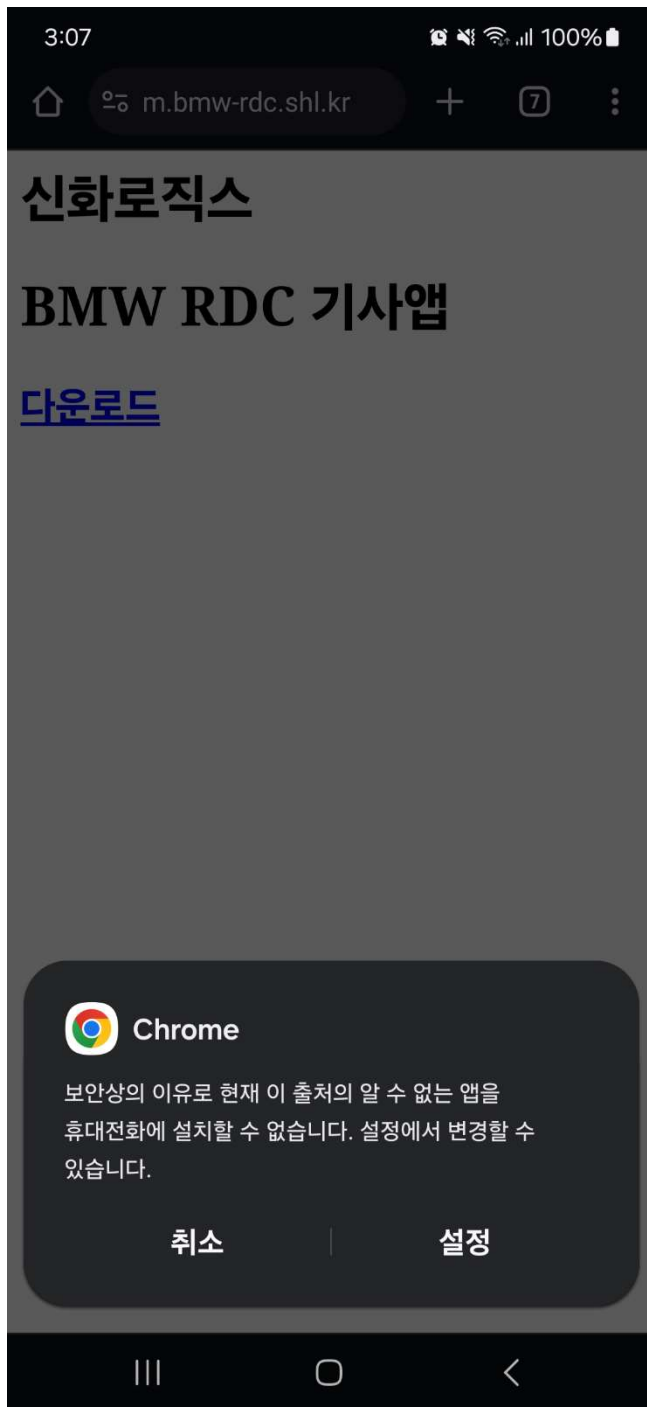 3:07
100%
m.bmw-rdc.shl.kr
7
신화로직스
BMW RDC 기사앱
다운로드
Chrome
보안상의 이유로 현재 이 출처의 알 수 없는 앱을
휴대전화에 설치할 수 없습니다. 설정에서 변경할 수
있습니다.
취소
설정